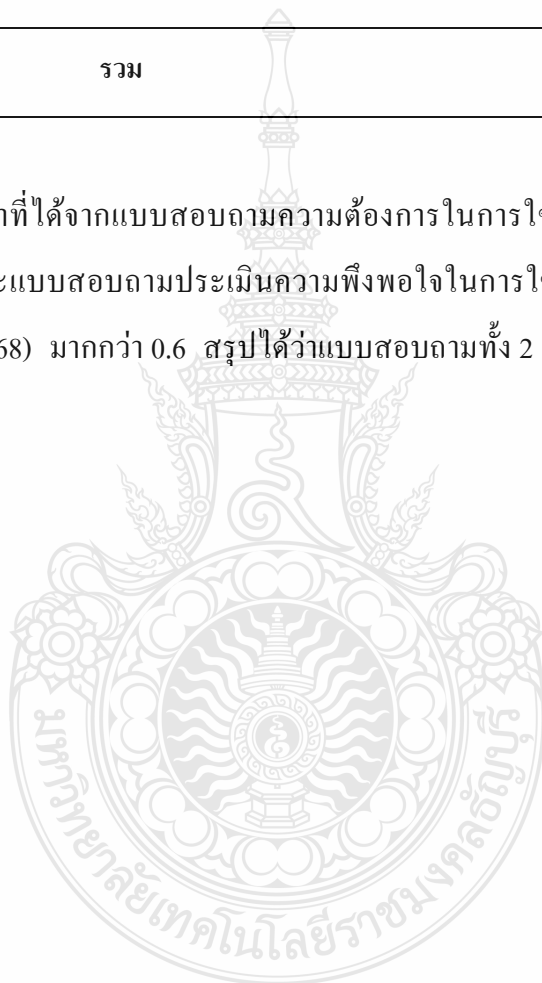 รวม
าที่ได้จากแบบสอบถามความต้องการในการใช
ะแบบสอบถามประเมินความพึงพอใจในการใช
68) มากกว่า 0.6 สรุปได้ว่าแบบสอบถามทั้ง 2
มหาวิทยาลัยเทคโนโลยีราชมงคลธัญบุรี